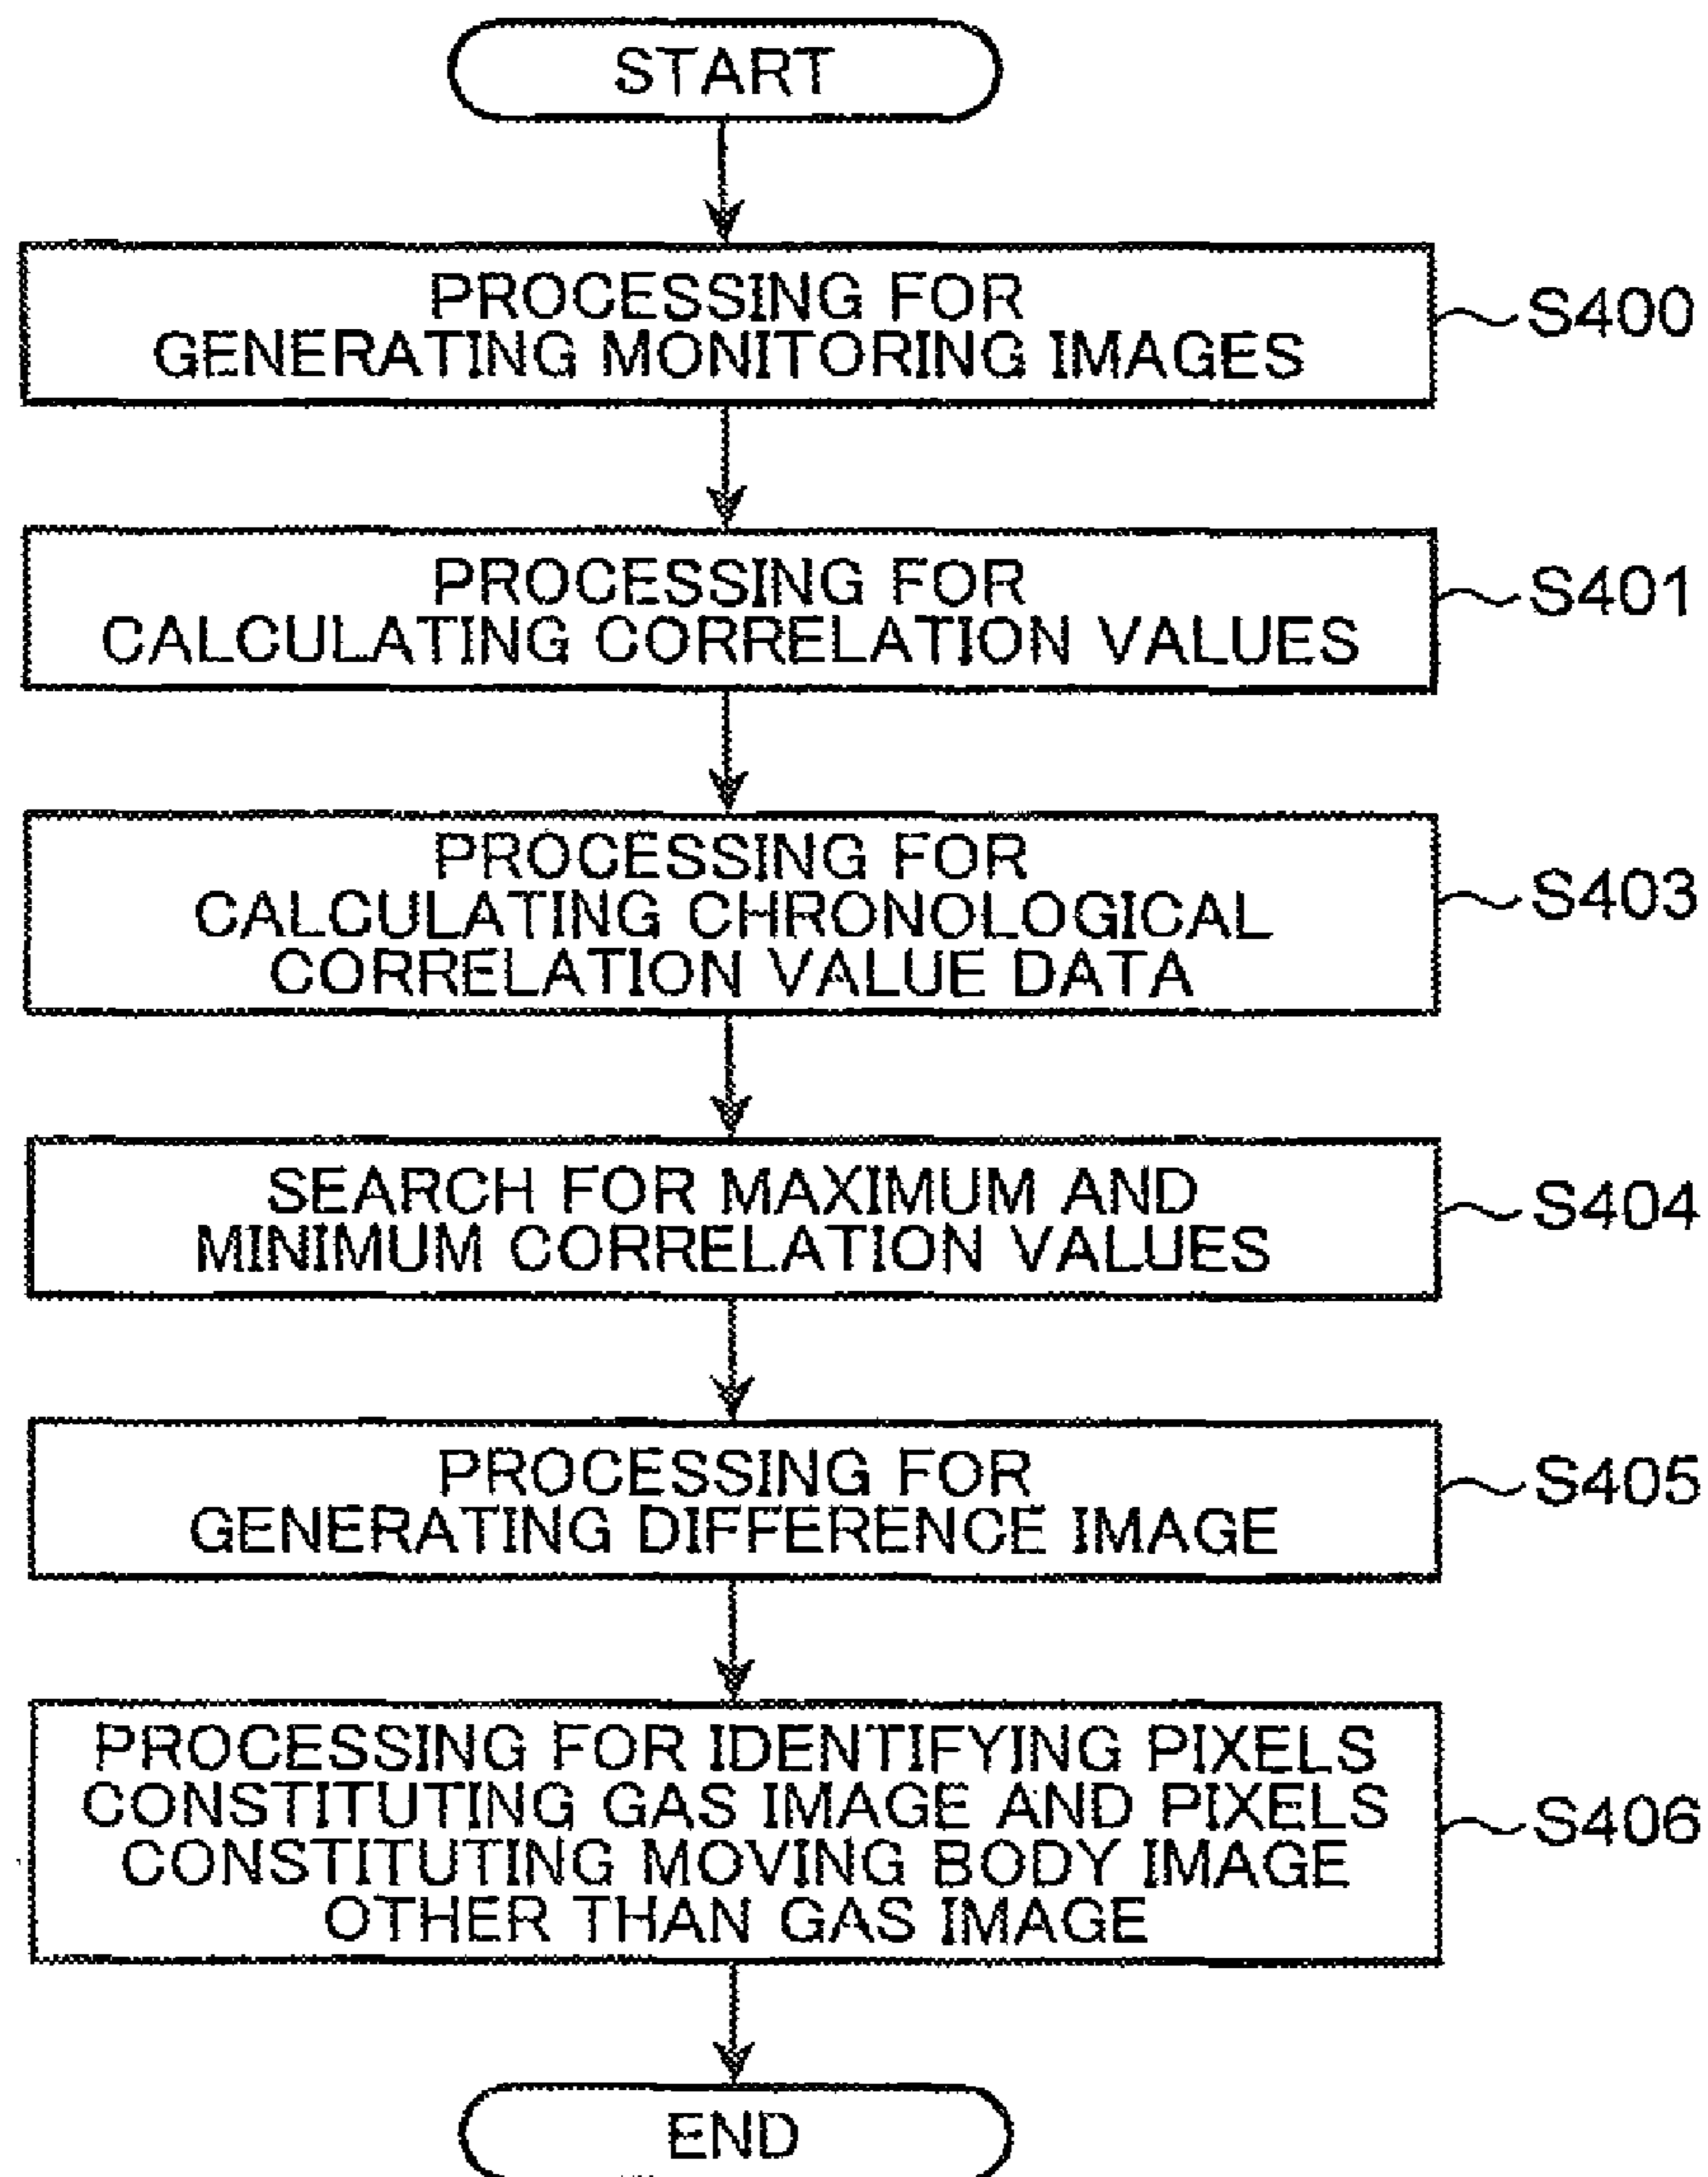 START
PROCESSING FOR
GENERATING MONITORING IMAGES
S400
PROCESSING FOR
CALCULATING CORRELATION VALUES
S401
PROCESSING FOR
CALCULATING CHRONOLOGICAL
CORRELATION VALUE DATA
S403
SEARCH FOR MAXIMUM AND
MINIMUM CORRELATION VALUES
S404
PROCESSING FOR
GENERATING DIFFERENCE IMAGE
S405
PROCESSING FOR IDENTIFYING PIXELS
CONSTITUTING GAS IMAGE AND PIXELS
CONSTITUTING MOVING BODY IMAGE
OTHER THAN GAS IMAGE
S406
END